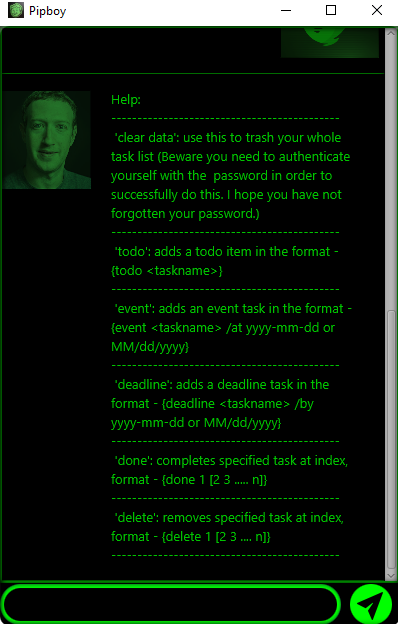 Pipboy
Help:
--------------------------------------------
'clear data': use this to trash your whole
task list (Beware you need to authenticate
yourself with the  password in order to
successfully do this. I hope you have not
forgotten your password.)
--------------------------------------------
'todo': adds a todo item in the format -
{todo <taskname>}
--------------------------------------------
'event': adds an event task in the format -
{event <taskname> /at yyyy-mm-dd or
MM/dd/yyyy}
--------------------------------------------
'deadline': adds a deadline task in the
format - {deadline <taskname> /by
yyyy-mm-dd or MM/dd/yyyy}
--------------------------------------------
'done': completes specified task at index,
format - {done 1 [2 3 ..... n]}
--------------------------------------------
'delete': removes specified task at index,
format - {delete 1 [2 3 .... n]}
--------------------------------------------